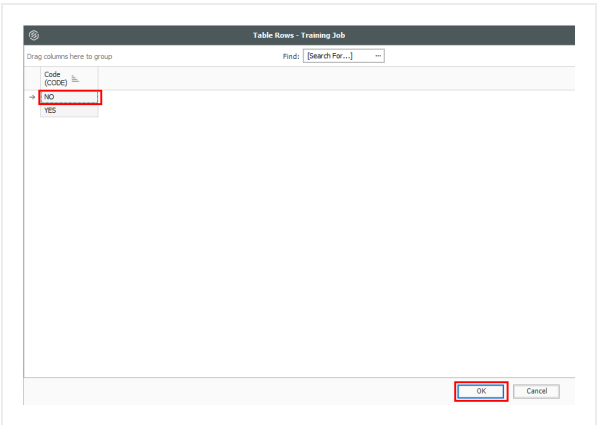 Table Rows - Training Job
Drag columns here to group
Find: [Search For...] ...
Code
(CODE)
NO
YES
OK Cancel